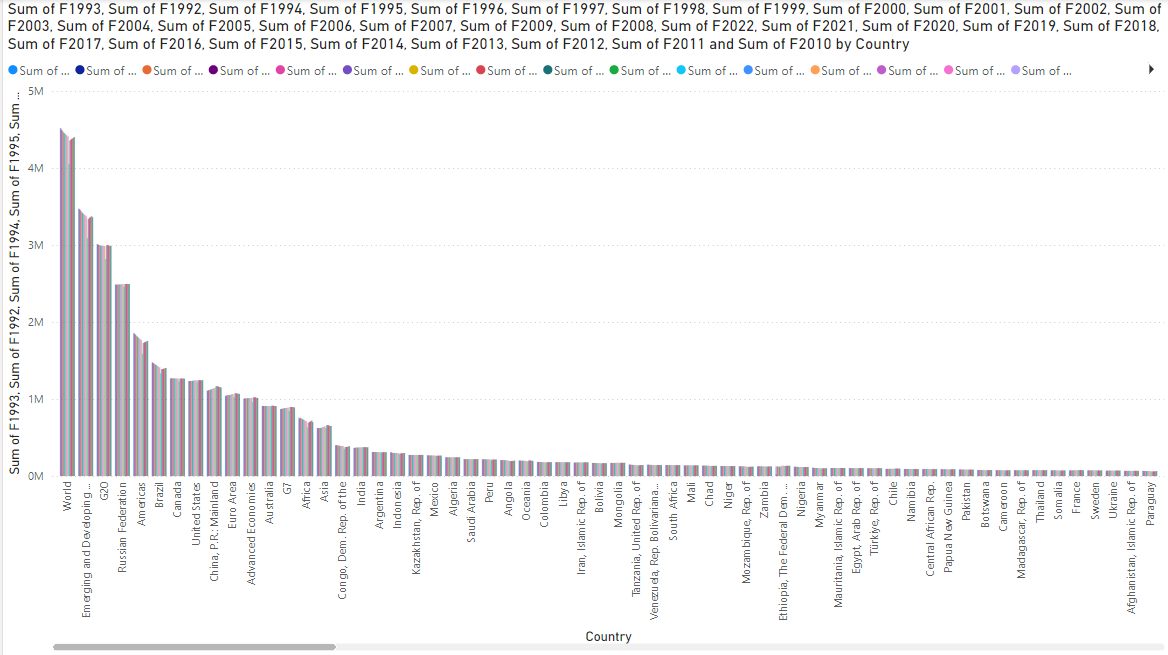 Sum of F1993, Sum of F1992, Sum of F1994, Sum of F1995, Sum of F1996, Sum of F1997, Sum of F1998, Sum of F1999, Sum of F2000, Sum of F2001, Sum of F2002, Sum of
F2003, Sum of F2004, Sum of F2005, Sum of F2006, Sum of F2007, Sum of F2009, Sum of F2008, Sum of F2022, Sum of F2021, Sum of F2020, Sum of F2019, Sum of F2018,
Sum of F2017, Sum of F2016, Sum of F2015, Sum of F2014, Sum of F2013, Sum of F2012, Sum of F2011 and Sum of F2010 by Country
Sum of ... Sum of ... Sum of ... Sum of ... Sum of ... Sum of ... Sum of ... Sum of ... Sum of ... Sum of ... Sum of ... Sum of ... Sum of ... Sum of ... Sum of ... Sum of ...
Sum of F1993, Sum of F1992, Sum of F1994, Sum of F1995, Sum ...
5M
4M
3M
2M
1M
0M
World
Emerging and Developing ...
G20
Russian Federation
Americas
Brazil
Canada
United States
China, P.R.: Mainland
Euro Area
Advanced Economies
Australia
G7
Africa
Asia
Congo, Dem. Rep. of the
India
Argentina
Indonesia
Kazakhstan, Rep. of
Mexico
Algeria
Saudi Arabia
Peru
Angola
Oceania
Colombia
Libya
Iran, Islamic Rep. of
Bolivia
Mongolia
Tanzania, United Rep. of
Venezuela, Rep. Bolivariana...
South Africa
Mali
Chad
Niger
Mozambique, Rep. of
Zambia
Ethiopia, The Federal Dem. ...
Nigeria
Myanmar
Mauritania, Islamic Rep. of
Egypt, Arab Rep. of
Türkiye, Rep. of
Chile
Namibia
Central African Rep.
Papua New Guinea
Pakistan
Botswana
Cameroon
Madagascar, Rep. of
Thailand
Somalia
France
Sweden
Ukraine
Afghanistan, Islamic Rep. of
Paraguay
Country